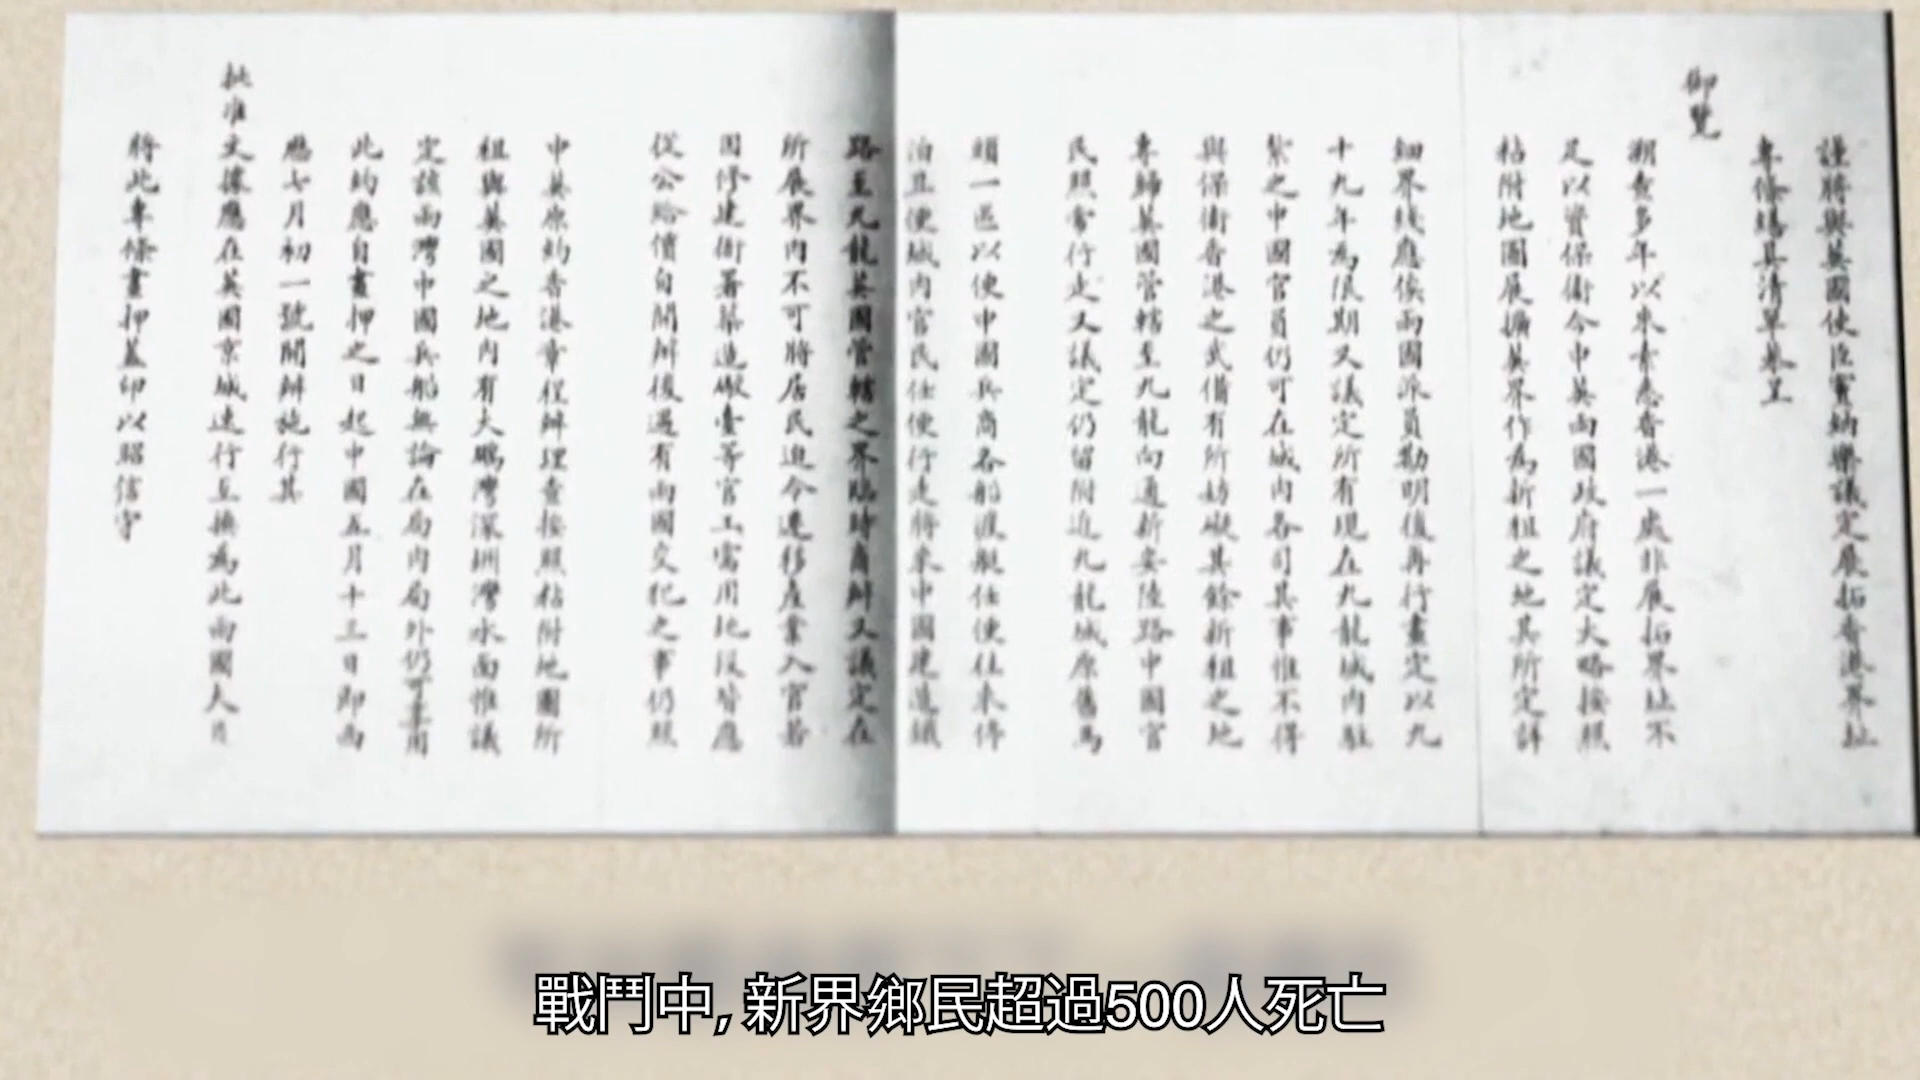 謹將與英國使臣竇納樂議定展拓香港界址
專條繕具清單恭呈
御覽
溯查多年以來素悉香港一處非展拓界址不
足以資保衛今中英兩國政府議定大略按照
粘附地圖展擴英界作為新租之地其所定詳
細界綫應俟兩國派員勘明後再行畫定以九
十九年為限期又議定所有現在九龍城內駐
紮之中國官員仍可在城內各司其事惟不得
與保衛香港之武備有所妨礙其餘新租之地
專歸英國管轄至九龍向通新安陸路中國官
民照常行走又議定仍留附近九龍城原舊馬
頭一區以便中國兵商各船渡艇任便往來停
泊且便城內官民任便行走將來中國建造鐵
路至九龍英國管轄之界臨時商辦又議定在
所展界內不可將居民迫令遷移產業入官若
因修建衙署築造礮臺等官工需用地段皆應
從公給價自開辦後遇有兩國交犯之事仍照
中英原約香港章程辦理查按照粘附地圖所
租與英國之地內有大鵬灣深圳灣水面惟議
定該兩灣中國兵船無論在局內局外仍可享用
此約應自畫押之日起中國五月十三日即西
歷七月初一號開辦施行其
批准文據應在英國京城速行互換為此兩國大
將此專條畫押蓋印以昭信守
戰鬥中, 新界鄉民超過500人死亡